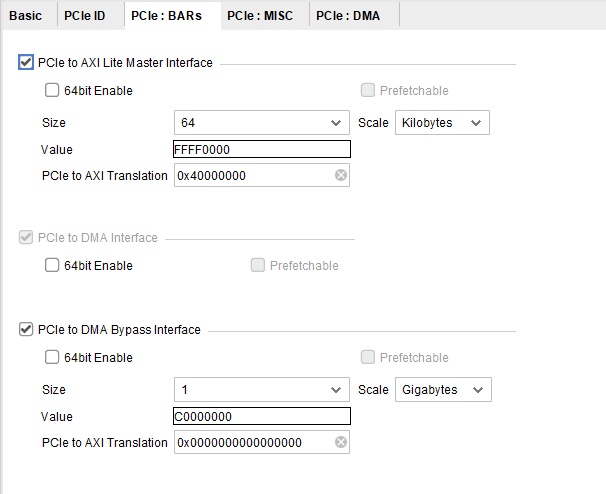 Basic PCIe ID PCIe : BARs PCIe : MISC PCIe : DMA
PCIe to AXI Lite Master Interface
64bit Enable Prefetchable
Size 64 Scale Kilobytes
Value FFFF0000
PCIe to AXI Translation 0x40000000
PCIe to DMA Interface
64bit Enable Prefetchable
PCIe to DMA Bypass Interface
64bit Enable Prefetchable
Size 1 Scale Gigabytes
Value C0000000
PCIe to AXI Translation 0x0000000000000000